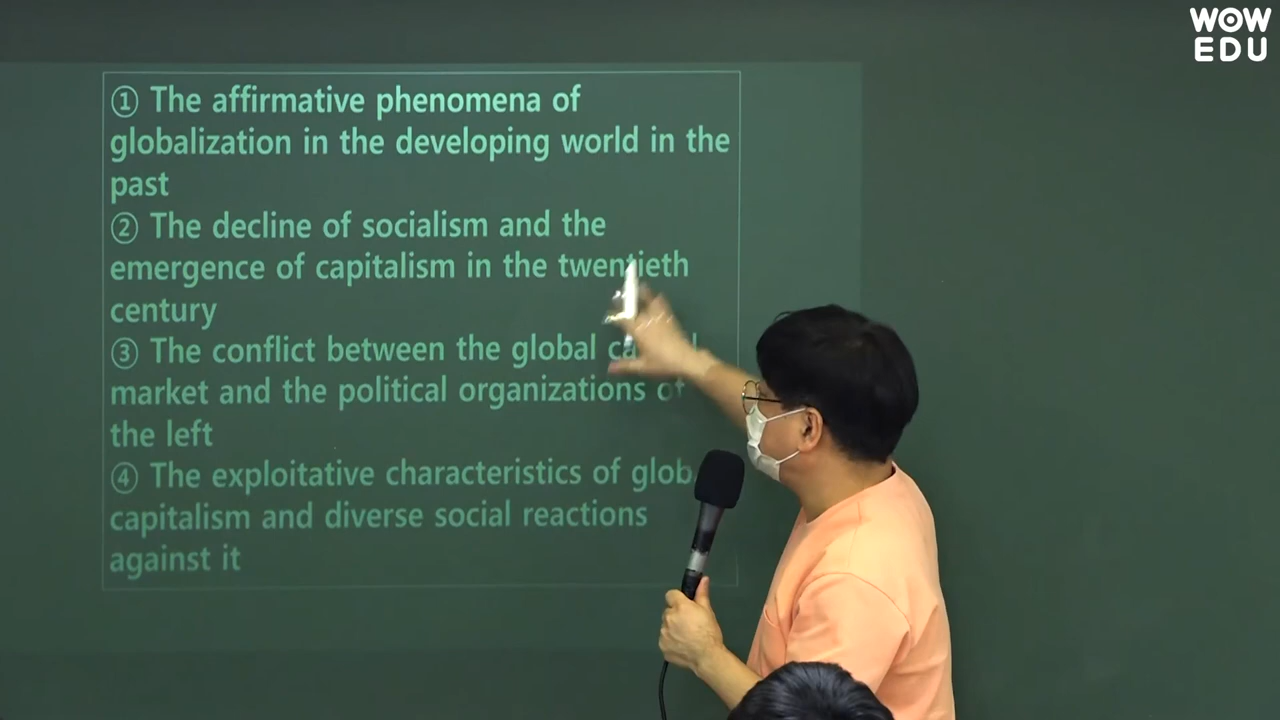 WOW
EDU
① The affirmative phenomena of
globalization in the developing world in the
past
② The decline of socialism and the
emergence of capitalism in the twentieth
century
③ The conflict between the global
market and the political organizations of
the left
④ The exploitative characteristics of
capitalism and diverse social reactions
against it